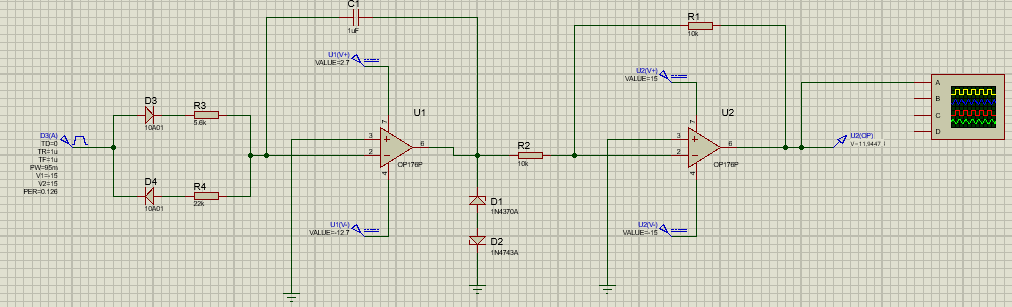 C1
1uF
R1
10k
U1(V+)
VALUE=2.7
U2(V+)
VALUE=15
D3
10A01
R3
5.6k
U1
7
3
2
6
4
OP176P
U2
7
3
2
6
4
OP176P
A
B
C
D
D3(A)
TD=0
TR=1u
TF=1u
PW=95m
V1=-15
V2=15
PER=0.126
R2
10k
U2(OP)
V=11.9447
D4
10A01
R4
22k
D1
1N4370A
U1(V-)
VALUE=-12.7
U2(V-)
VALUE=-15
D2
1N4743A